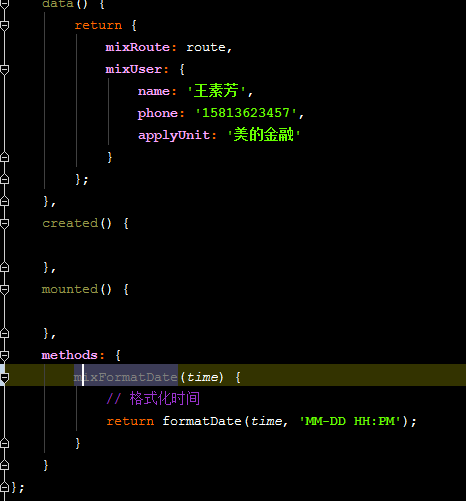 data() {
return {
mixRoute: route,
mixUser: {
name: '王素芳',
phone: '15813623457',
applyUnit: '美的金融'
}
};
},
created() {
},
mounted() {
},
methods: {
mixFormatDate(time) {
// 格式化时间
return formatDate(time, 'MM-DD HH:PM');
}
}
};